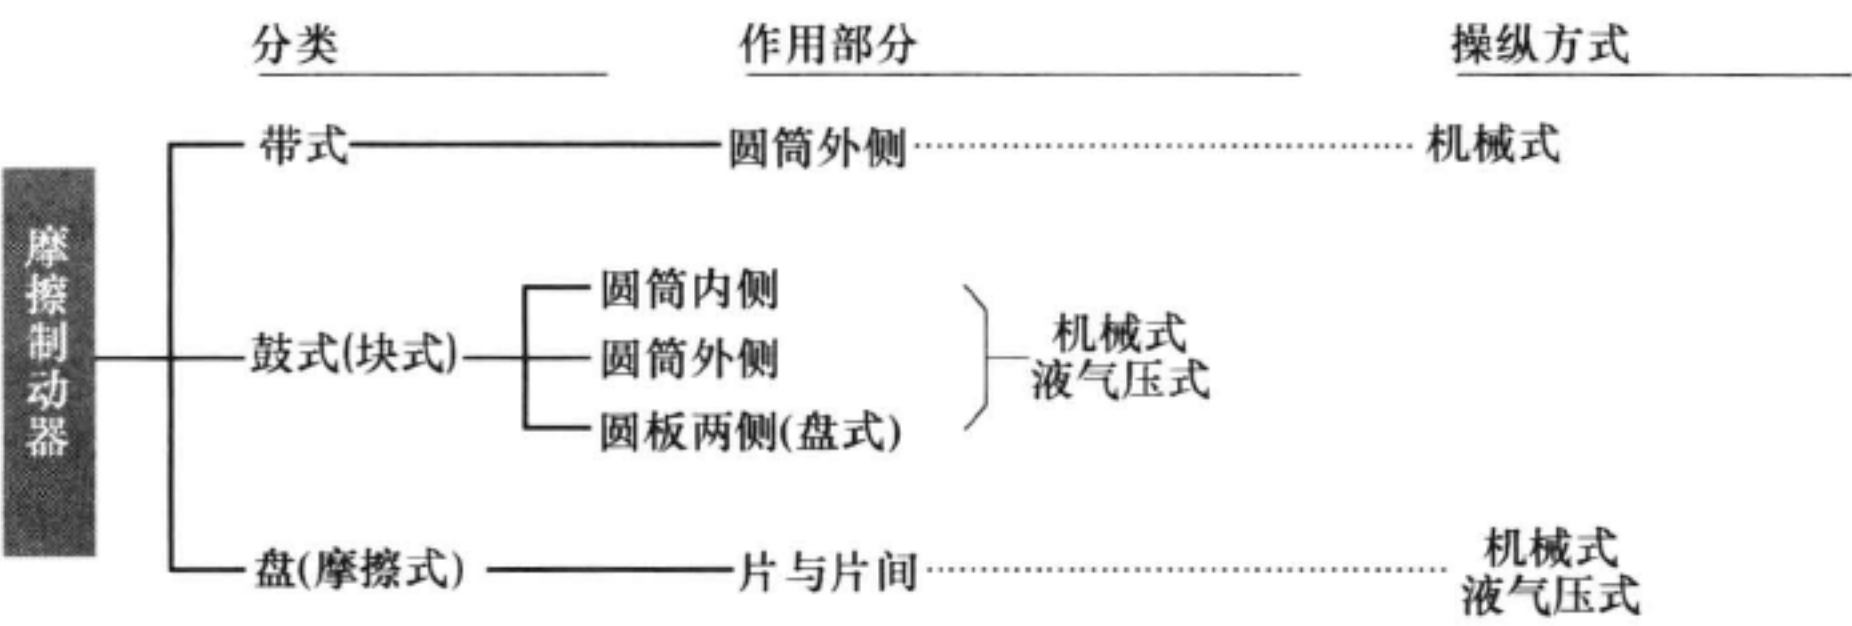 分类 作用部分 操纵方式
带式 圆筒外侧 机械式
摩擦制动器
圆筒内侧
鼓式(块式) 圆筒外侧 机械式
液气压式
圆板两侧(盘式)
盘(摩擦式) 片与片间 机械式
液气压式